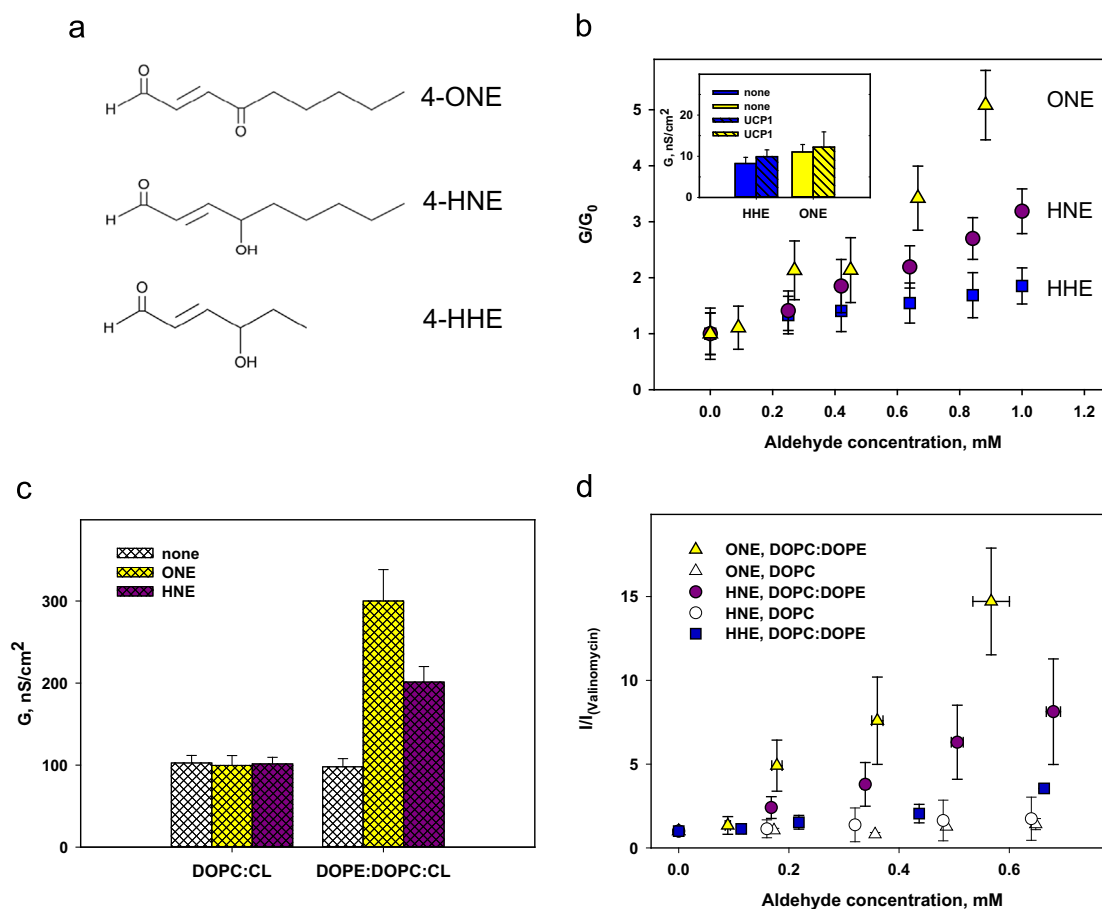 a
O
H
O
4-ONE
O
H
OH
4-HNE
O
H
OH
4-HHE
b
G/G0
5
4
3
2
1
0
0.0 0.2 0.4 0.6 0.8 1.0 1.2
Aldehyde concentration, mM
ONE
HNE
HHE
G, nS/cm2
20
10
0
none
none
UCP1
UCP1
HHE ONE
c
G, nS/cm2
300
200
100
0
none
ONE
HNE
DOPC:CL DOPE:DOPC:CL
d
I/I(Valinomycin)
15
10
5
0
ONE, DOPC:DOPE
ONE, DOPC
HNE, DOPC:DOPE
HNE, DOPC
HHE, DOPC:DOPE
0.0 0.2 0.4 0.6
Aldehyde concentration, mM